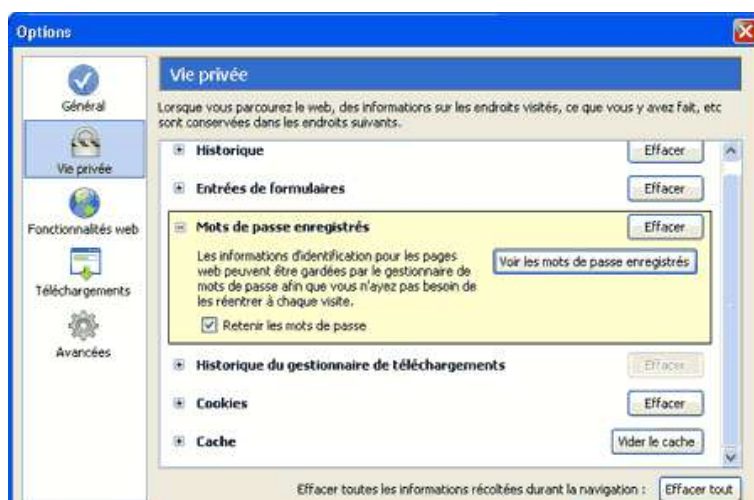 Options
Général
Vie privée
Fonctionnalités web
Téléchargements
Avancées
Vie privée
Lorsque vous parcourez le web, des informations sur les endroits visités, ce que vous y avez fait, etc
sont conservées dans les endroits suivants.
Historique Effacer
Entrées de formulaires Effacer
Mots de passe enregistrés Effacer
Les informations d'identification pour les pages
web peuvent être gardées par le gestionnaire de
mots de passe afin que vous n'ayez pas besoin de
les réentrer à chaque visite.
Voir les mots de passe enregistrés
Retenir les mots de passe
Historique du gestionnaire de téléchargements Effacer
Cookies Effacer
Cache Vider le cache
Effacer toutes les informations récoltées durant la navigation : Effacer tout